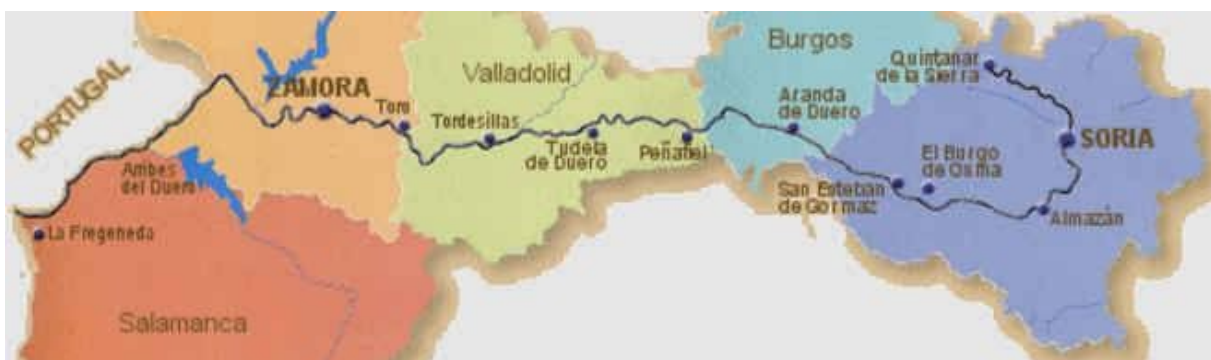 Burgos
Quintanar
de la Sierra
PORTUGAL
ZAMORA
Valladolid
Toro
Tordesillas
Aranda
de Duero
SORIA
Tudela
de Duero
Peñafiel
El Burgo
de Osma
Ambes
del Duero
San Esteban
de Gormaz
Almazán
La Fregeneda
Salamanca